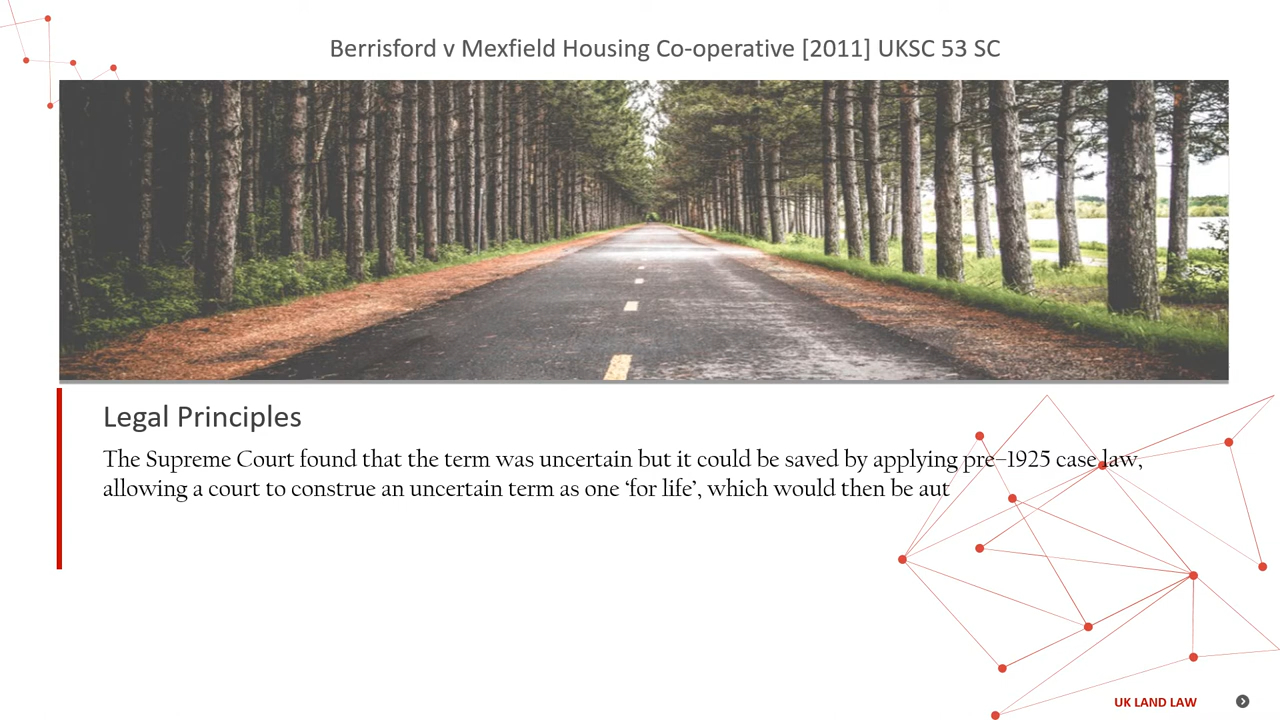 Berrisford v Mexfield Housing Co-operative [2011] UKSC 53 SC
Legal Principles
The Supreme Court found that the term was uncertain but it could be saved by applying pre–1925 case law,
allowing a court to construe an uncertain term as one ‘for life’, which would then be aut
UK LAND LAW